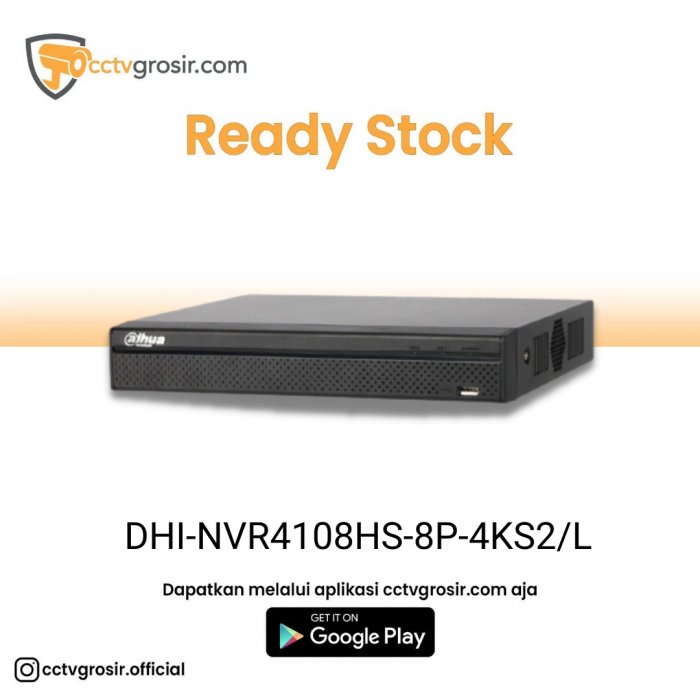 cctvgrosir.com
Ready Stock
alhua
DHI-NVR4108HS-8P-4KS2/L
Dapatkan melalui aplikasi cctvgrosir.com aja
GET IT ON
Google Play
cctvgrosir.official